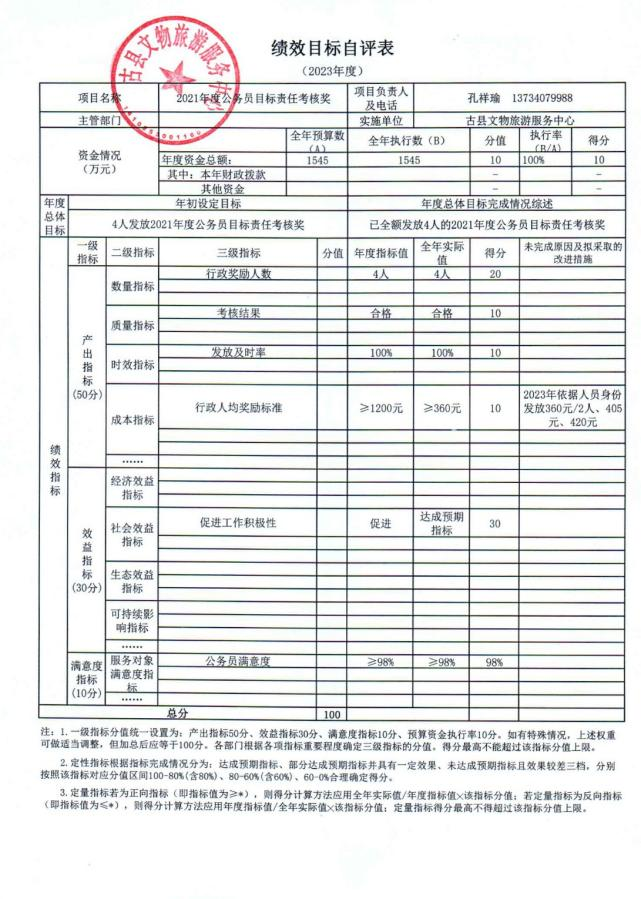 绩效目标自评表
（2023年度）
古县文物旅游服务中心
项目名称 2021年度公务员目标责任考核奖 项目负责人及电话 孔祥瑜 13734079988
主管部门 实施单位 古县文物旅游服务中心
资金情况（万元） 全年预算数（A） 全年执行数（B） 分值 执行率（B/A） 得分
年度资金总额： 1545 1545 10 100% 10
其中：本年财政拨款 － －
其他资金 － －
年度总体目标 年初设定目标 年度总体目标完成情况综述
4人发放2021年度公务员目标责任考核奖 已全额发放4人的2021年度公务员目标责任考核奖
绩效指标 一级指标 二级指标 三级指标 分值 年度指标值 全年实际值 得分 未完成原因及拟采取的改进措施
产出指标（50分） 数量指标 行政奖励人数 4人 4人 20
质量指标 考核结果 合格 合格 10
时效指标 发放及时率 100% 100% 10
成本指标 行政人均奖励标准 ≥1200元 ≥360元 10 2023年依据人员身份发放360元/2人、405元、420元
……
效益指标（30分） 经济效益指标
社会效益指标 促进工作积极性 促进 达成预期指标 30
生态效益指标
可持续影响指标
……
满意度指标（10分） 服务对象满意度指标 公务员满意度 ≥98% ≥98% 98%
……
总分 100
注：1.一级指标分值统一设置为：产出指标50分、效益指标30分、满意度指标10分、预算资金执行率10分。如有特殊情况，上述权重
可做适当调整，但加总后应等于100分。各部门根据各项指标重要程度确定三级指标的分值。得分最高不能超过该指标分值上限。
2.定性指标根据指标完成情况分为：达成预期指标、部分达成预期指标并具有一定效果、未达成预期指标且效果较差三档，分别
按照该指标对应分值区间100-80%(含80%)、80-60%(含60%)、60-0%合理确定得分。
3.定量指标若为正向指标（即指标值为≥*），则得分计算方法应用全年实际值/年度指标值×该指标分值；若定量指标为反向指标
（即指标值为≤*），则得分计算方法应用年度指标值/全年实际值×该指标分值；定量指标得分最高不得超过该指标分值上限。